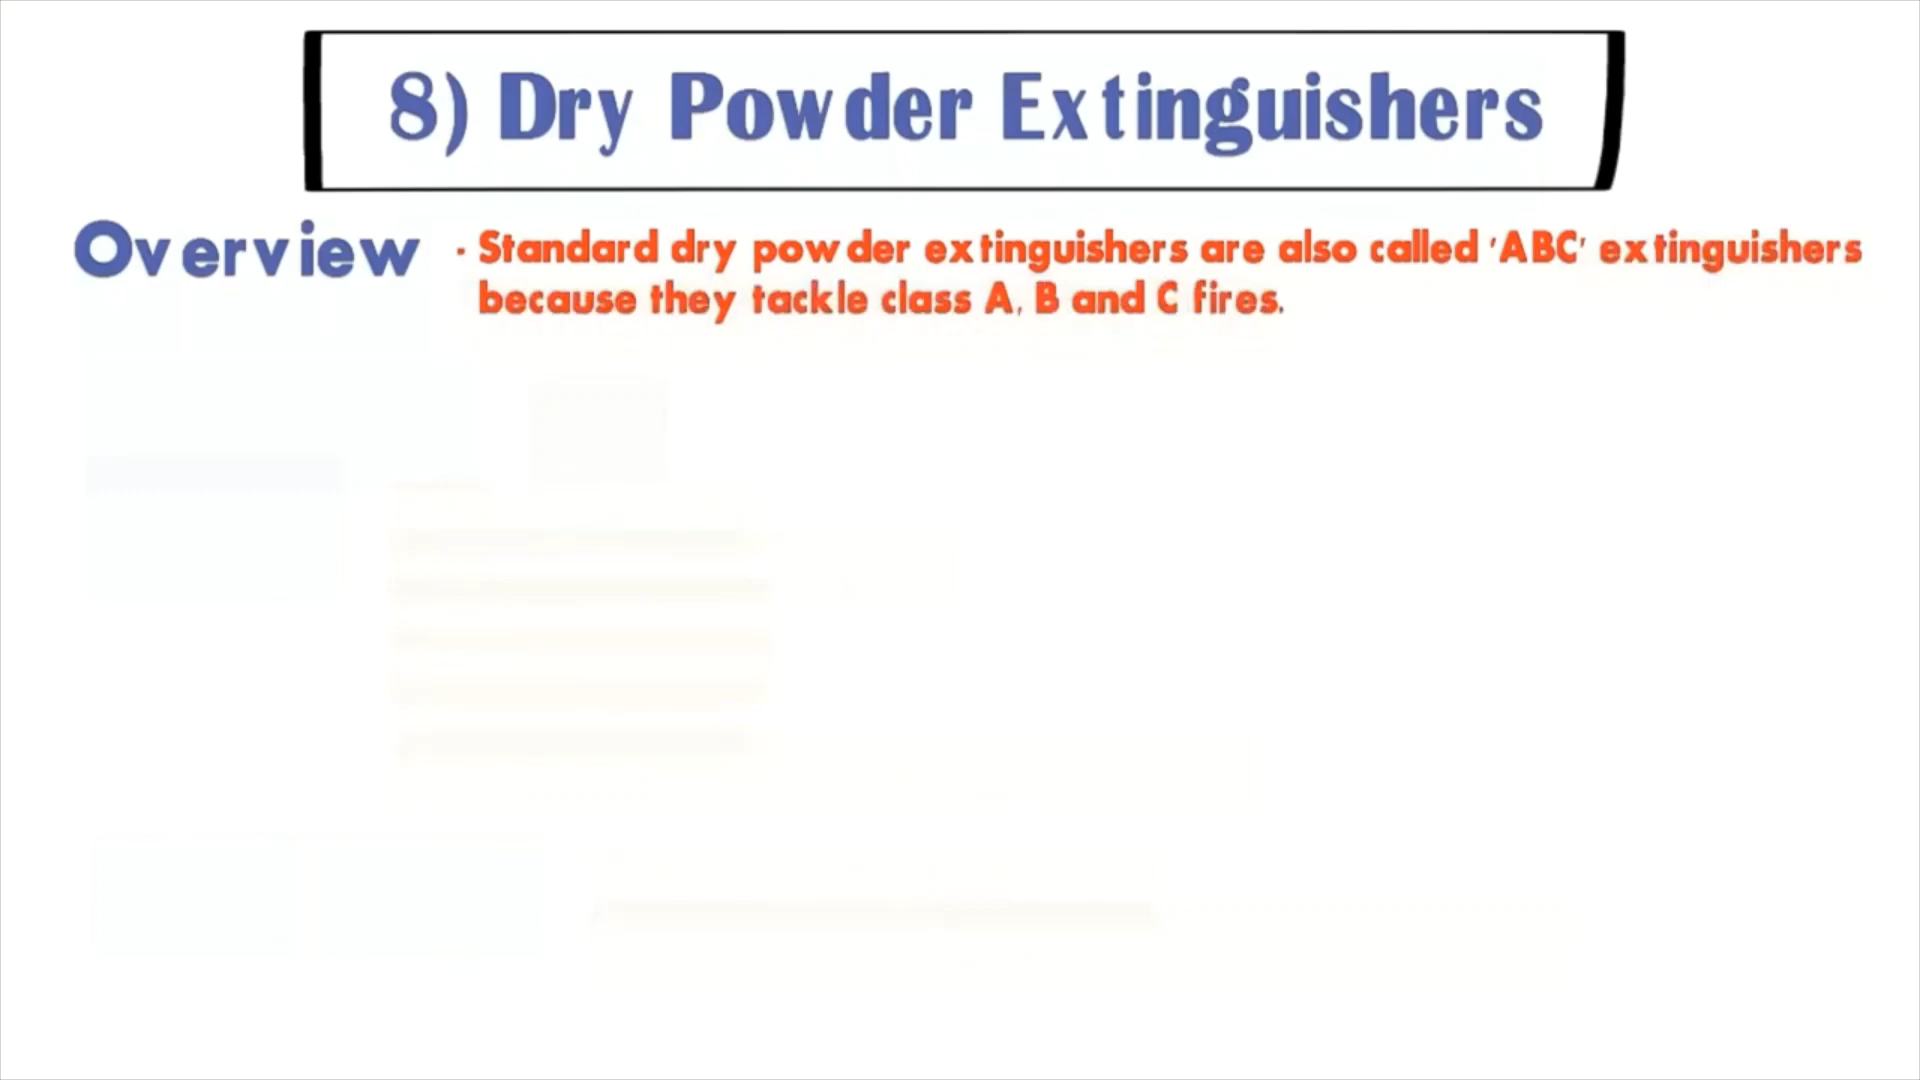 8) Dry Powder Extinguishers
Overview - Standard dry powder extinguishers are also called 'ABC' extinguishers
because they tackle class A, B and C fires.